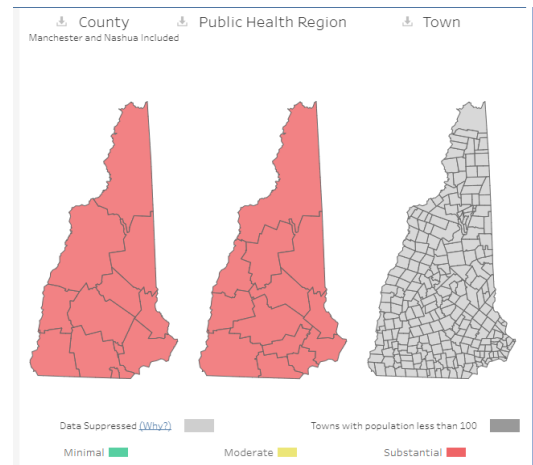 County
Public Health Region
Town
Manchester and Nashua Included
Data Suppressed (Why?)
Towns with population less than 100
Minimal
Moderate
Substantial